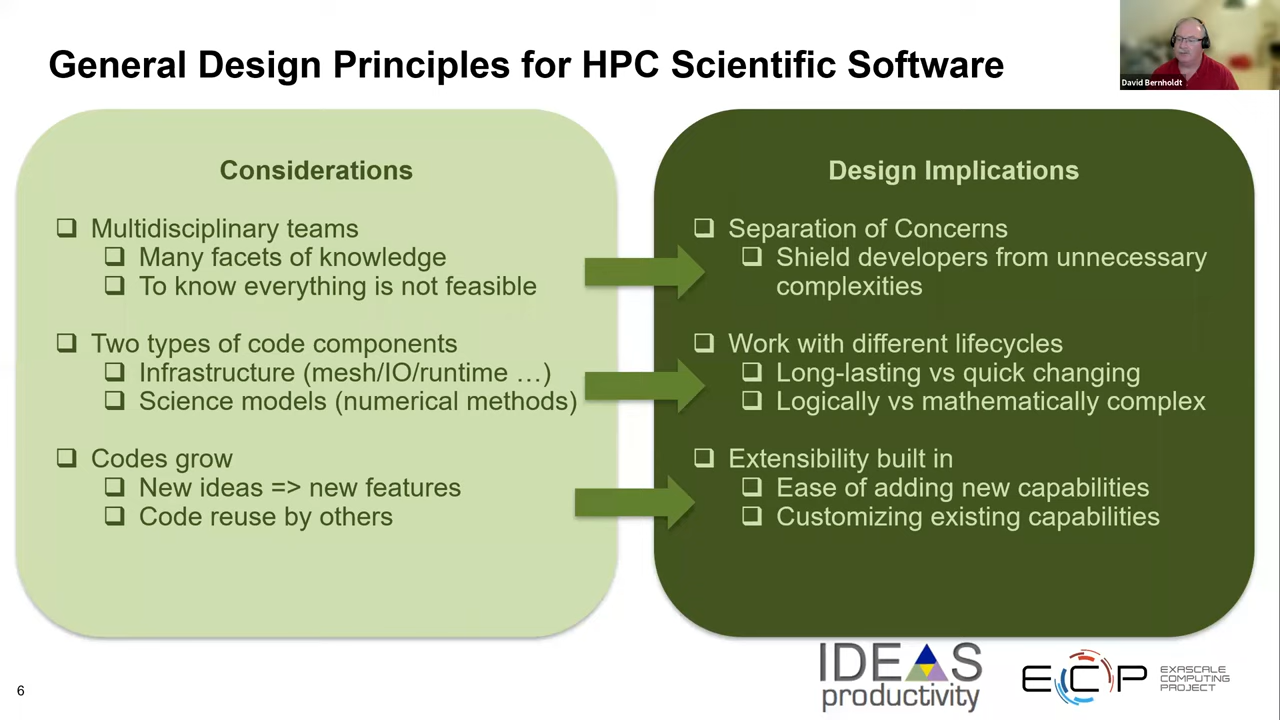 General Design Principles for HPC Scientific Software
David Bernholdt
Considerations
Multidisciplinary teams
Many facets of knowledge
To know everything is not feasible
Two types of code components
Infrastructure (mesh/IO/runtime …)
Science models (numerical methods)
Codes grow
New ideas => new features
Code reuse by others
Design Implications
Separation of Concerns
Shield developers from unnecessary
complexities
Work with different lifecycles
Long-lasting vs quick changing
Logically vs mathematically complex
Extensibility built in
Ease of adding new capabilities
Customizing existing capabilities
6
IDEAS
productivity
ECP
EXASCALE
COMPUTING
PROJECT